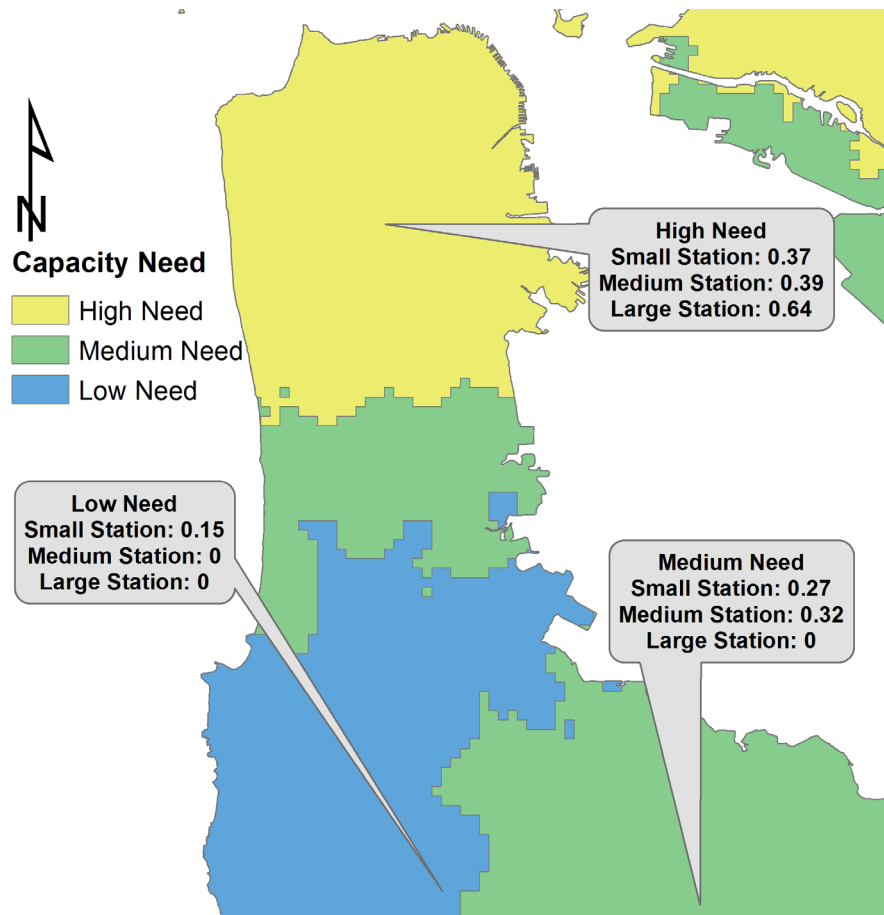 N
Capacity Need
High Need
Medium Need
Low Need
High Need
Small Station: 0.37
Medium Station: 0.39
Large Station: 0.64
Low Need
Small Station: 0.15
Medium Station: 0
Large Station: 0
Medium Need
Small Station: 0.27
Medium Station: 0.32
Large Station: 0